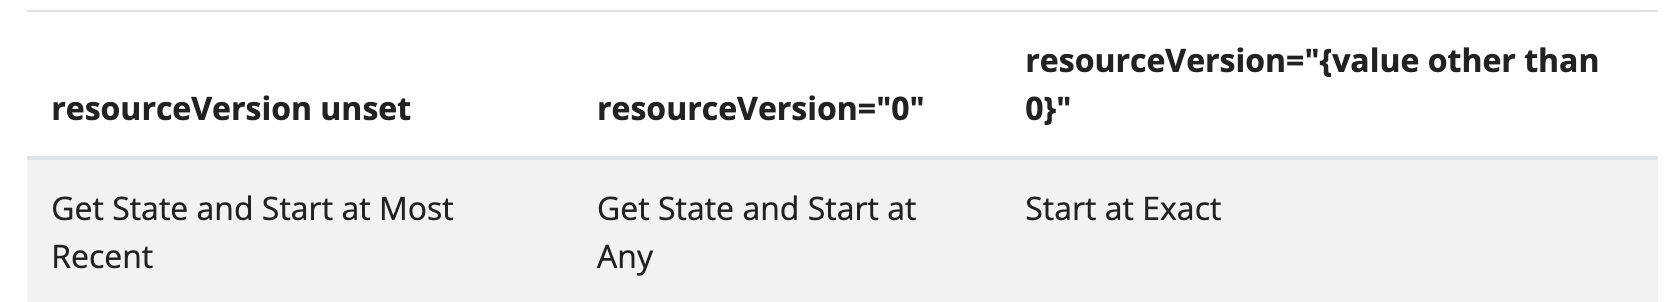 resourceVersion unset
resourceVersion="0"
resourceVersion="{value other than
0}"
Get State and Start at Most
Recent
Get State and Start at
Any
Start at Exact